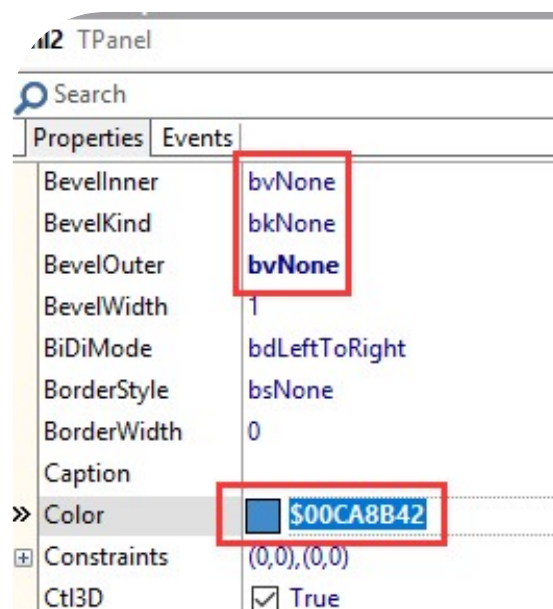 TPanel
Search
Properties Events
BevelInner bvNone
BevelKind bkNone
BevelOuter bvNone
BevelWidth 1
BiDiMode bdLeftToRight
BorderStyle bsNone
BorderWidth 0
Caption
Color $00CA8B42
Constraints (0,0),(0,0)
Ctl3D True